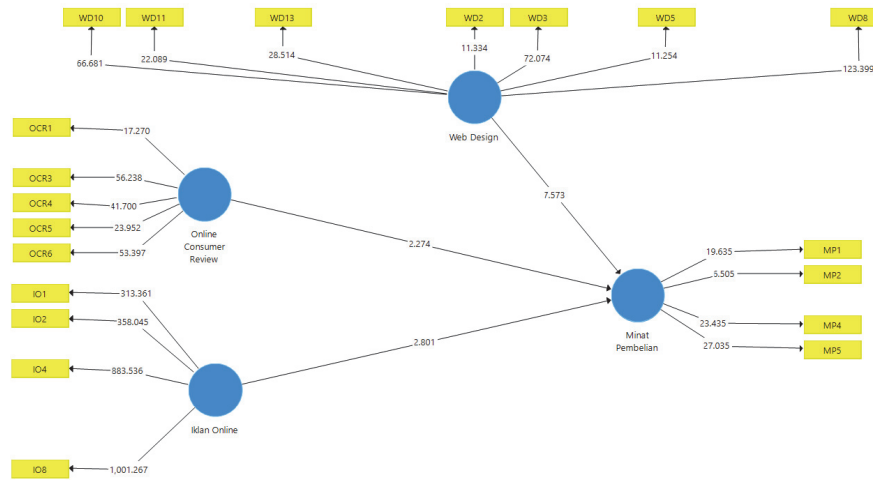 WD10 WD11 WD13 WD2 WD3 WD5 WD8
66.681 22.089 28.514 11.334 72.074 11.254 123.399
Web Design
OCR1 17.270
OCR3 56.238
OCR4 41.700
OCR5 23.952
OCR6 53.397
Online
Consumer
Review
7.573
2.274
IO1 313.361
IO2 358.045
IO4 883.536
IO8 1,001.267
Iklan Online
2.801
19.635 MP1
6.505 MP2
23.435 MP4
27.035 MP5
Minat
Pembelian